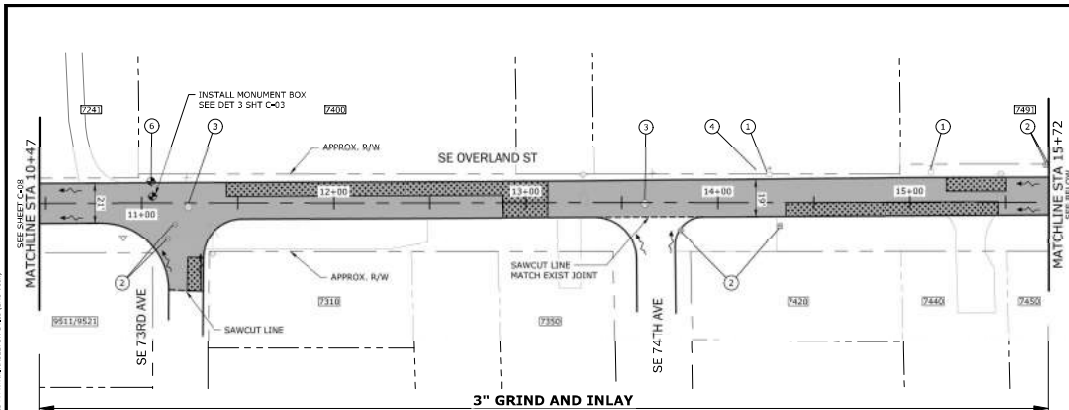 INSTALL MONUMENT BOX
SEE DET 3 SHT C-03
7241
7400
7491
6
3
3
4
1
1
2
APPROX. R/W
SE OVERLAND ST
SEE SHEET C-08
MATCHLINE STA 10+47
21'
11+00
12+00
13+00
14+00
19'
15+00
MATCHLINE STA 15+72
SEE BELOW
2
APPROX. R/W
SAWCUT LINE
MATCH EXIST JOINT
2
9511/9521
SE 73RD AVE
SAWCUT LINE
7310
7350
SE 74TH AVE
7420
7440
7450
3" GRIND AND INLAY